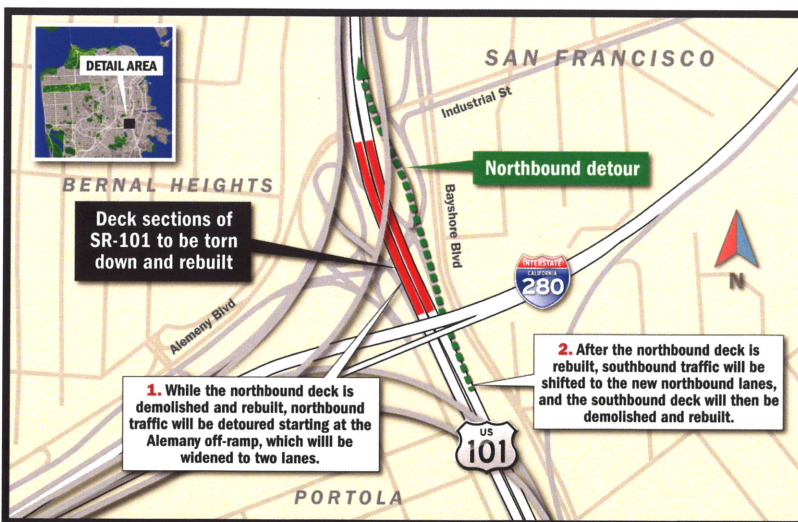 DETAIL AREA
SAN FRANCISCO
Industrial St
BERNAL HEIGHTS
Northbound detour
Deck sections of
SR-101 to be torn
down and rebuilt
Bayshore Blvd
INTERSTATE
CALIFORNIA
280
N
Alemeny Blvd
1. While the northbound deck is
demolished and rebuilt, northbound
traffic will be detoured starting at the
Alemany off-ramp, which willl be
widened to two lanes.
2. After the northbound deck is
rebuilt, southbound traffic will be
shifted to the new northbound lanes,
and the southbound deck will then be
demolished and rebuilt.
US
101
PORTOLA